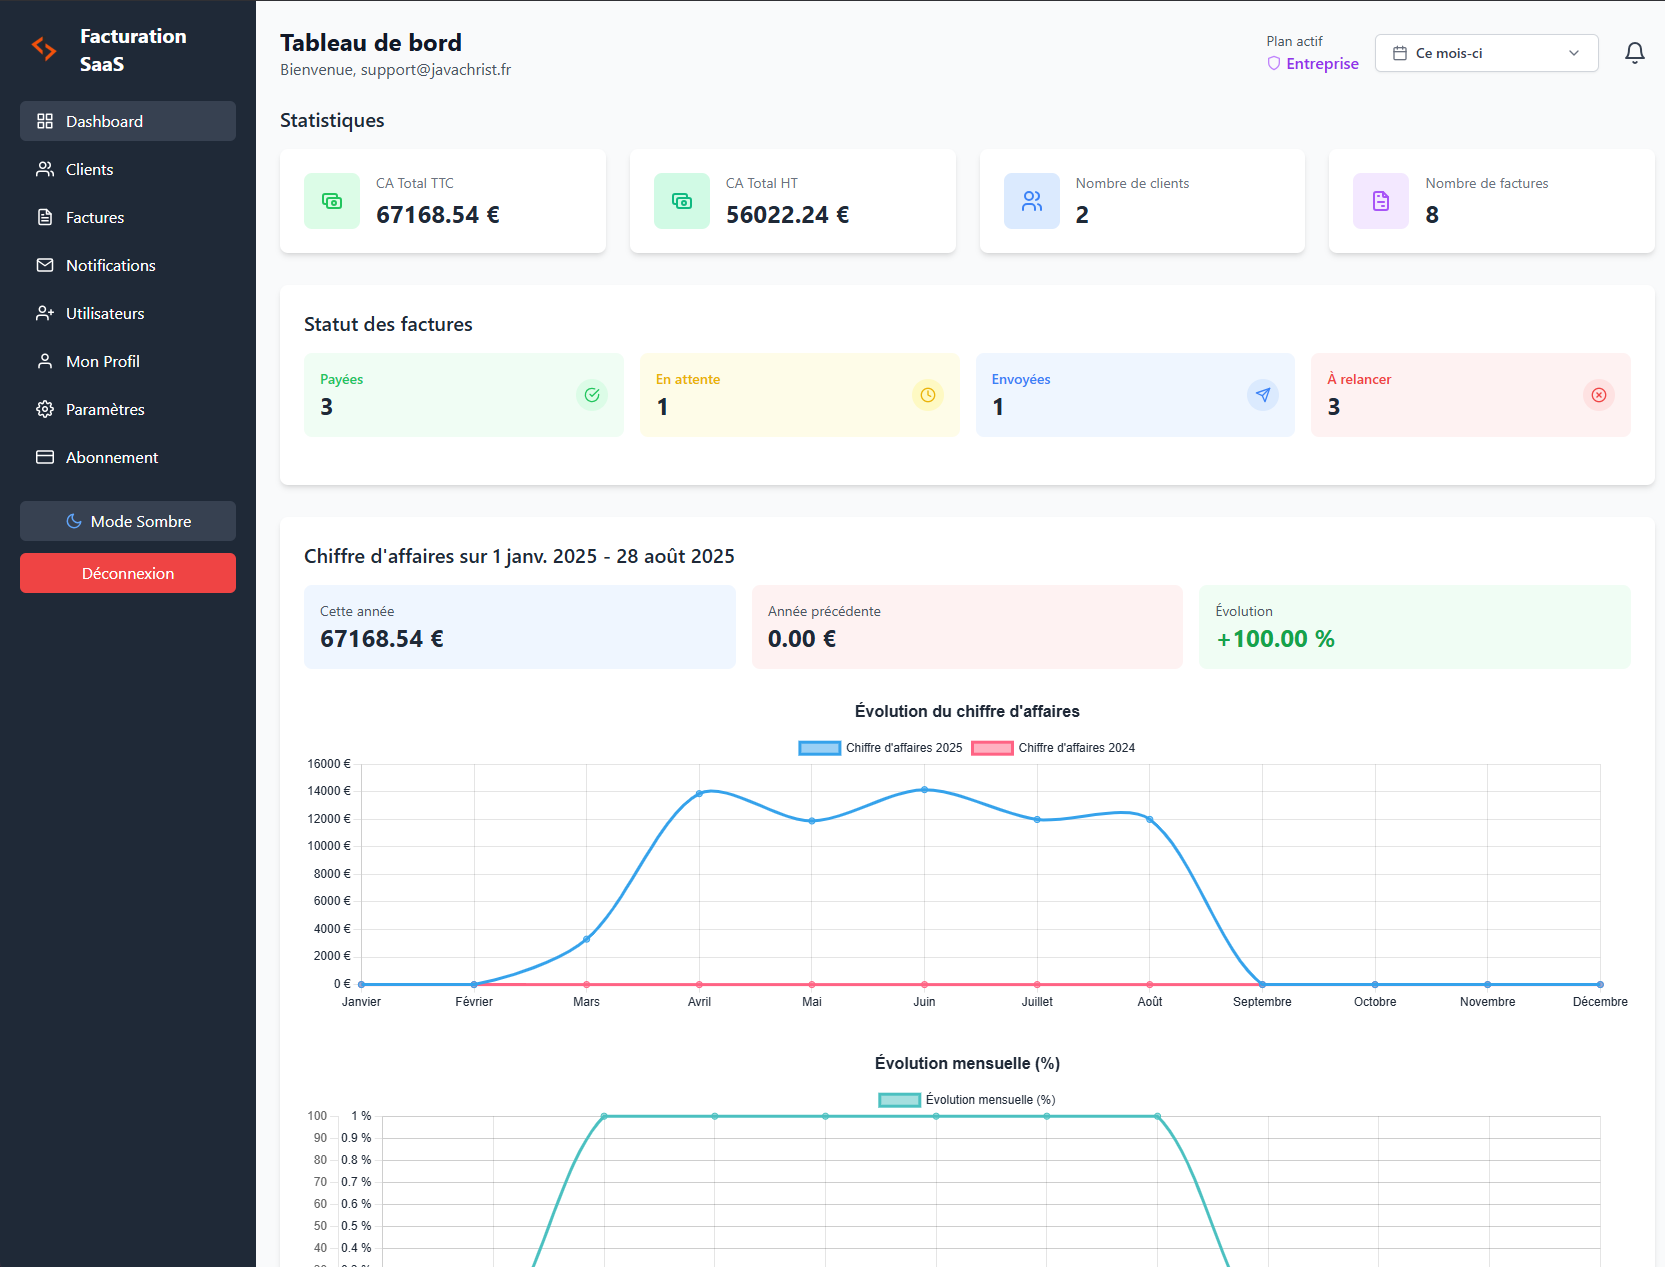 Facturation
SaaS
Dashboard
Clients
Factures
Notifications
Utilisateurs
Mon Profil
Paramètres
Abonnement
Mode Sombre
Déconnexion
Tableau de bord
Bienvenue, support@javachrist.fr
Plan actif
Entreprise
Ce mois-ci
Statistiques
CA Total TTC
67168.54 €
CA Total HT
56022.24 €
Nombre de clients
2
Nombre de factures
8
Statut des factures
Payées
3
En attente
1
Envoyées
1
À relancer
3
Chiffre d'affaires sur 1 janv. 2025 - 28 août 2025
Cette année
67168.54 €
Année précédente
0.00 €
Évolution
+100.00 %
Évolution du chiffre d'affaires
Chiffre d'affaires 2025 Chiffre d'affaires 2024
16000 €
14000 €
12000 €
10000 €
8000 €
6000 €
4000 €
2000 €
0 €
Janvier Février Mars Avril Mai Juin Juillet Août Septembre Octobre Novembre Décembre
Évolution mensuelle (%)
Évolution mensuelle (%)
100 1 %
90 0.9 %
80 0.8 %
70 0.7 %
60 0.6 %
50 0.5 %
40 0.4 %